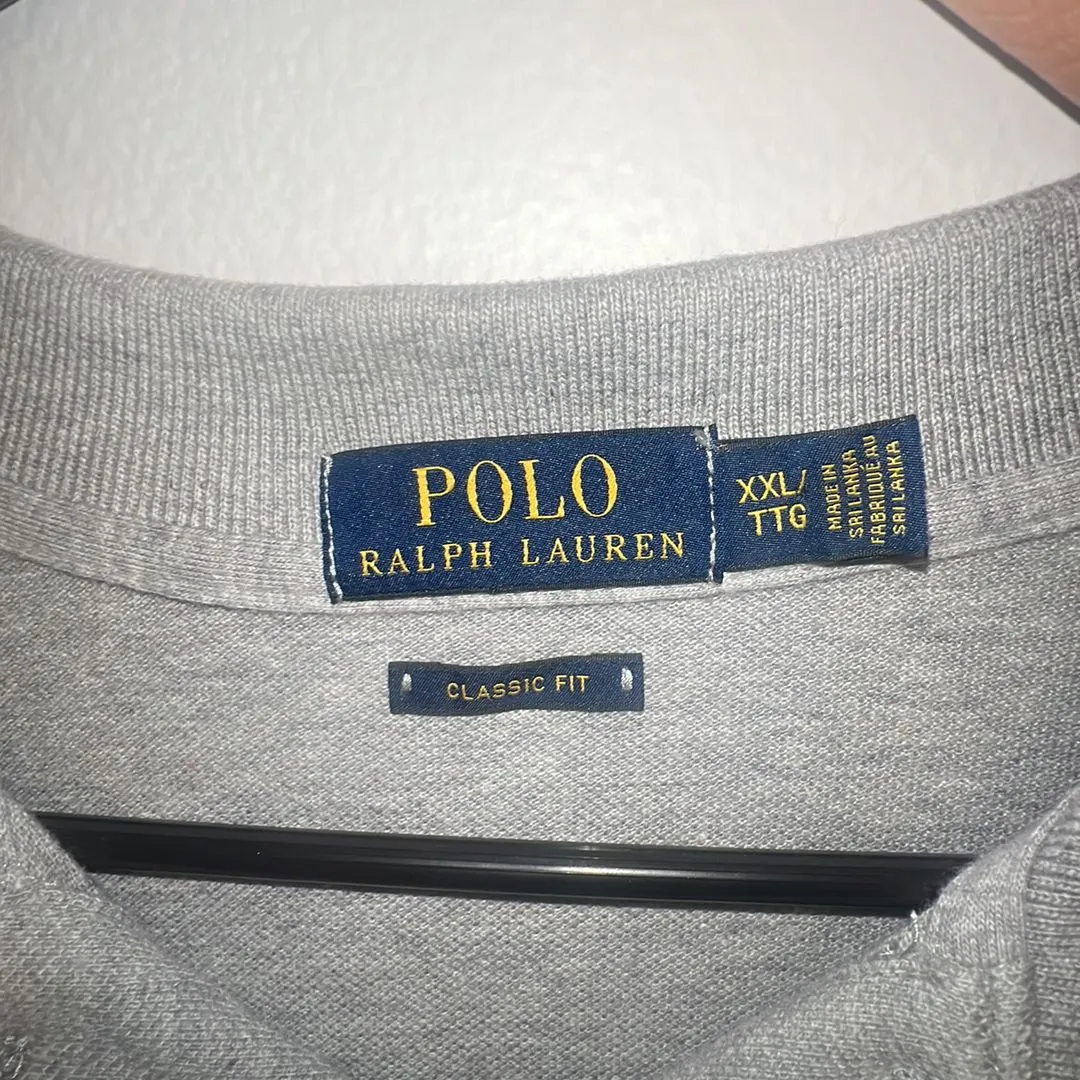 POLO
RALPH LAUREN
XXL/
TTG
MADE IN
SRI LANKA
FABRIQUÉ AU
SRI LANKA
CLASSIC FIT